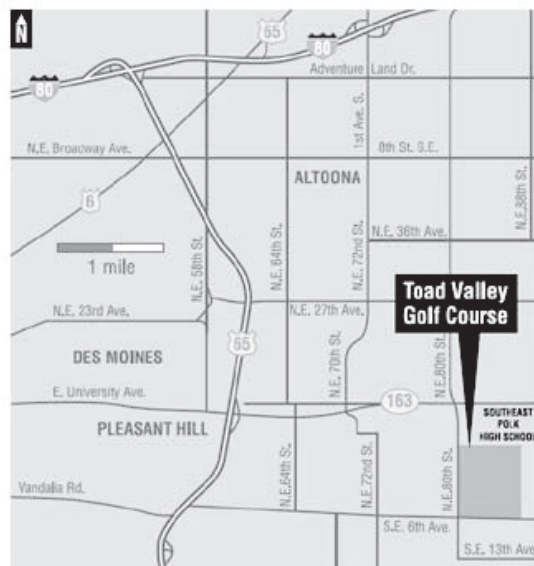 N
65
80
Adventure Land Dr.
80
1st Ave. S.
N.E. Broadway Ave.
8th St. S.E.
ALTOONA
N.E.88th St.
6
N.E. 58th St.
N.E. 64th St.
N.E. 72nd St.
N.E. 36th Ave.
1 mile
Toad Valley
Golf Course
N.E. 23rd Ave.
N.E. 27th Ave.
65
DES MOINES
N.E. 70th St.
N.E.80th St.
E. University Ave.
163
SOUTHEAST
POLK
HIGH SCHOOL
PLEASANT HILL
N.E.64th St.
N.E.72nd St.
N.E.80th St.
Vandalia Rd.
S.E. 6th Ave.
S.E. 13th Ave